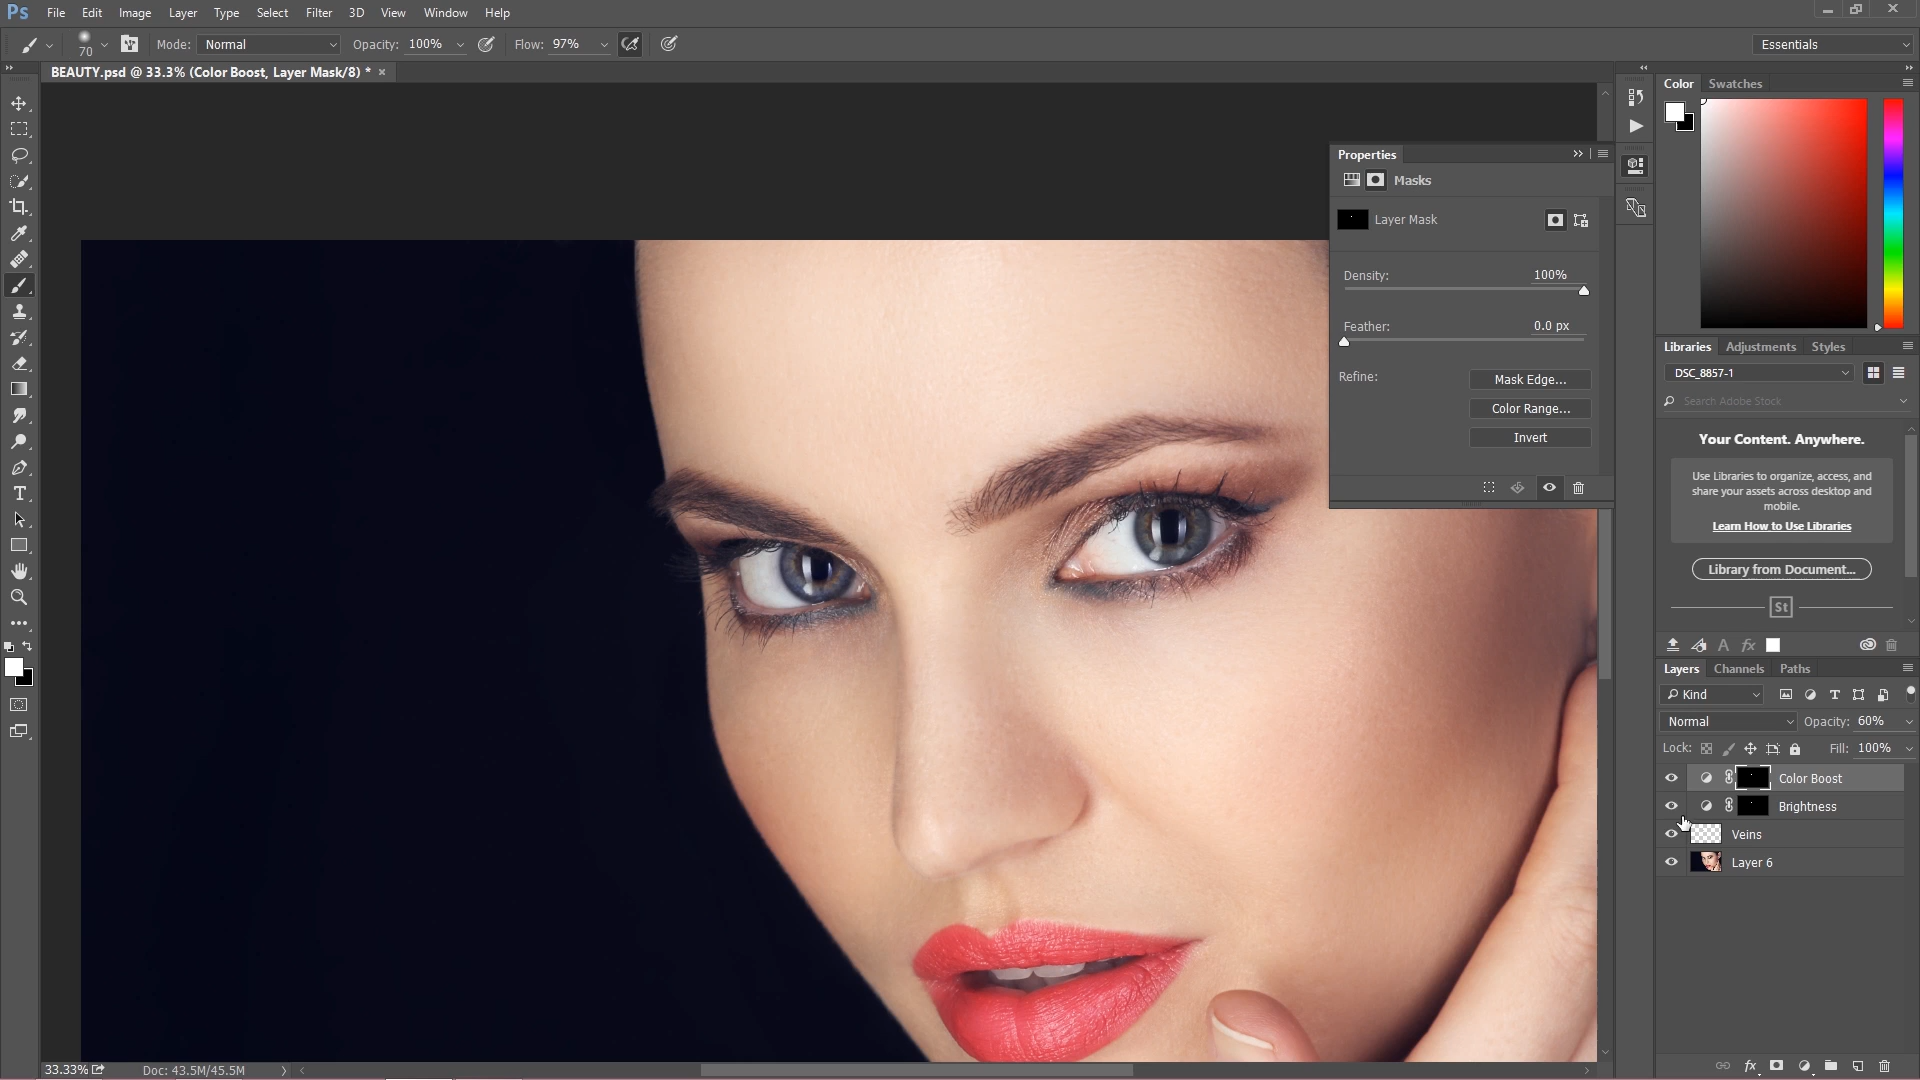 Ps File Edit Image Layer Type Select Filter 3D View Window Help
70 Mode: Normal Opacity: 100% Flow: 97% Essentials
BEAUTY.psd @ 33.3% (Color Boost, Layer Mask/8) * ×
Color Swatches
Properties
Masks
Layer Mask
Density: 100%
Feather: 0.0 px
Refine: Mask Edge...
Color Range...
Invert
Libraries Adjustments Styles
DSC_8857-1
Search Adobe Stock
Your Content. Anywhere.
Use Libraries to organize, access, and
share your assets across desktop and
mobile.
Learn How to Use Libraries
Library from Document...
St
Layers Channels Paths
Kind
Normal Opacity: 60%
Lock: Fill: 100%
Color Boost
Brightness
Veins
Layer 6
33.33% Doc: 43.5M/45.5M